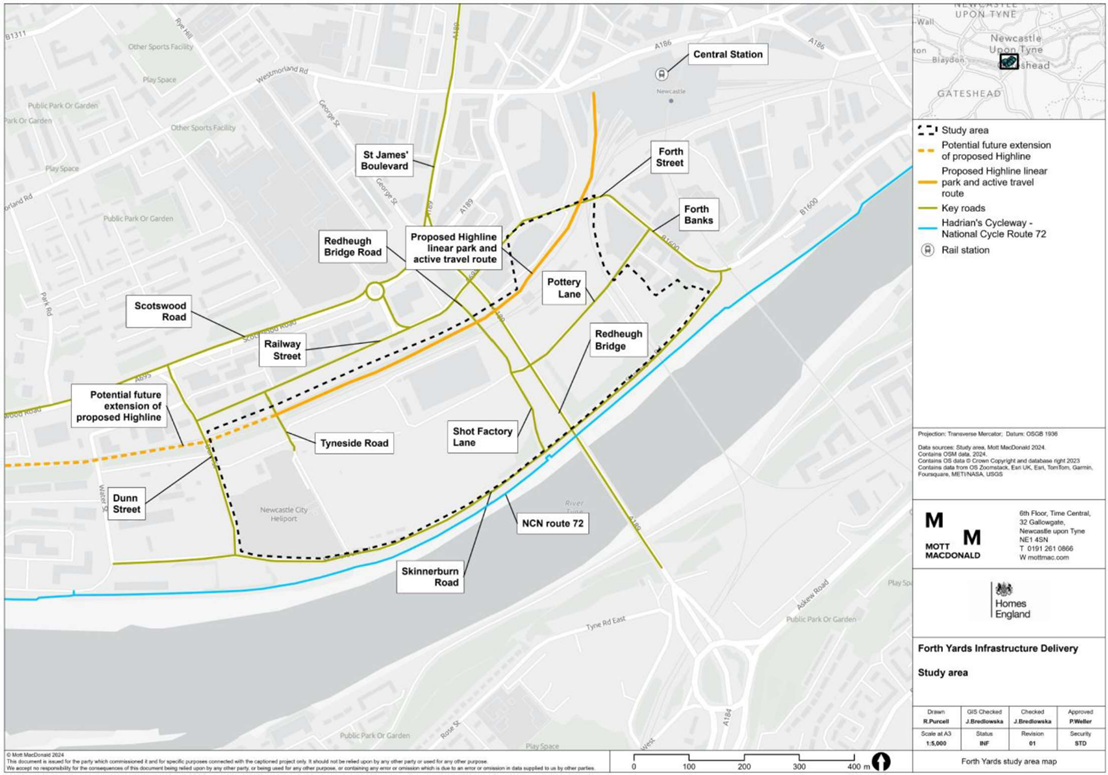 B1311
Rye Hill
Other Sports Facility
Play Space
Westmorland Rd
George St
A189
A186
A186
Central Station
Newcastle
Public Park Or Garden
Other Sports Facility
Play Space
St James'
Boulevard
George St
A189
A189
Forth
Street
Public Park Or Garden
Redheugh
Bridge Road
Proposed Highline
linear park and
active travel route
Forth
Banks
B1600
B1600
Park Rd
Scotswood
Road
Pottery
Lane
Railway
Street
Redheugh
Bridge
A695
Potential future
extension of
proposed Highline
Tyneside Road
Shot Factory
Lane
Dunn
Street
Newcastle City
Heliport
River
NCN route 72
Skinnerburn
Road
A189
Askew Road
Tyne Rd East
Public Park Or Garden
Public Park Or Garden
Rose St
A184
West
Play Space
NEWCASTLE
UPON TYNE
Wall
Newcastle
Upon Tyne
Blaydon
GATESHEAD
Study area
Potential future extension
of proposed Highline
Proposed Highline linear
park and active travel
route
Key roads
Hadrian's Cycleway -
National Cycle Route 72
Rail station
Projection: Transverse Mercator; Datum: OSGB 1936
Data sources: Study area, Mott MacDonald 2024.
Contains OSM data, 2024.
Contains OS data © Crown Copyright and database right 2023
Contains data from OS Zoomstack, Esri UK, Esri, TomTom, Garmin,
Foursquare, METI/NASA, USGS
M
M
MOTT
MACDONALD
6th Floor, Time Central,
32 Gallowgate,
Newcastle upon Tyne
NE1 4SN
T 0191 261 0866
W mottmac.com
Homes
England
Forth Yards Infrastructure Delivery
Study area
Drawn GIS Checked Checked Approved
R.Purcell J.Bredlowska J.Bredlowska P.Weller
Scale at A3 Status Revision Security
1:5,000 INF 01 STD
Forth Yards study area map
0 100 200 300 400 m
© Mott MacDonald 2024
This document is issued for the party which commissioned it and for specific purposes connected with the captioned project only. It should not be relied upon by any other party or used for any other purpose.
We accept no responsibility for the consequences of this document being relied upon by any other party, or being used for any other purpose, or containing any error or omission which is due to an error or omission in data supplied to us by other parties.